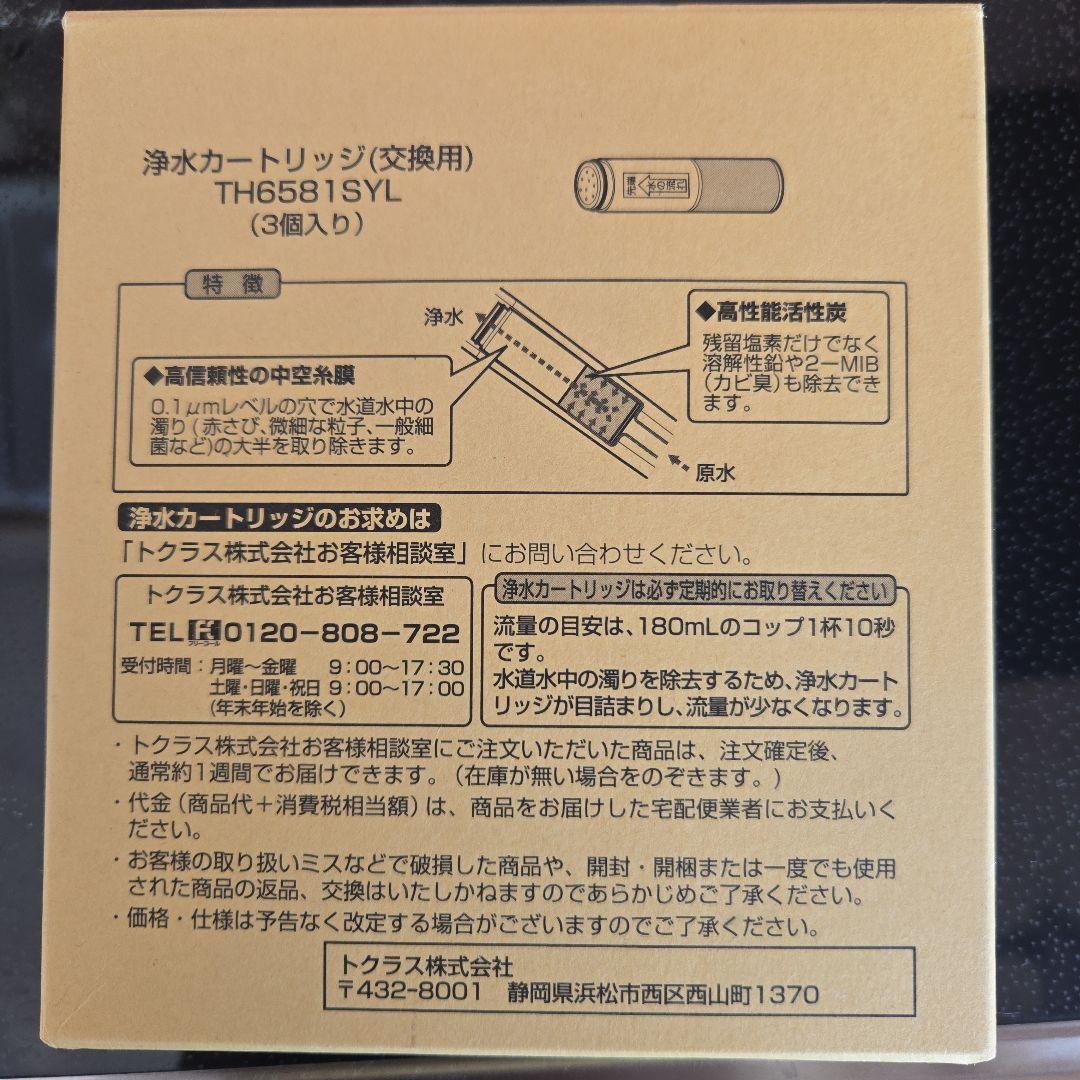 浄水カートリッジ(交換用)
TH6581SYL
(3個入り)
先端
水の流れ
特徴
浄水
◆高性能活性炭
残留塩素だけでなく
溶解性鉛や2-MIB
(カビ臭)も除去でき
ます。
◆高信頼性の中空糸膜
0.1μmレベルの穴で水道水中の
濁り(赤さび、微細な粒子、一般細
菌など)の大半を取り除きます。
原水
浄水カートリッジのお求めは
「トクラス株式会社お客様相談室」にお問い合わせください。
トクラス株式会社お客様相談室
TEL 0120-808-722
フリーコール
受付時間：月曜〜金曜 9：00〜17：30
土曜・日曜・祝日 9：00〜17：00
(年末年始を除く)
浄水カートリッジは必ず定期的にお取り替えください
流量の目安は、180mLのコップ1杯10秒
です。
水道水中の濁りを除去するため、浄水カート
リッジが目詰まりし、流量が少なくなります。
・トクラス株式会社お客様相談室にご注文いただいた商品は、注文確定後、
通常約1週間でお届けできます。(在庫が無い場合をのぞきます。)
・代金(商品代+消費税相当額)は、商品をお届けした宅配便業者にお支払いく
ださい。
・お客様の取り扱いミスなどで破損した商品や、開封・開梱または一度でも使用
された商品の返品、交換はいたしかねますのであらかじめご了承ください。
・価格・仕様は予告なく改定する場合がございますのでご了承ください。
トクラス株式会社
〒432-8001 静岡県浜松市西区西山町1370